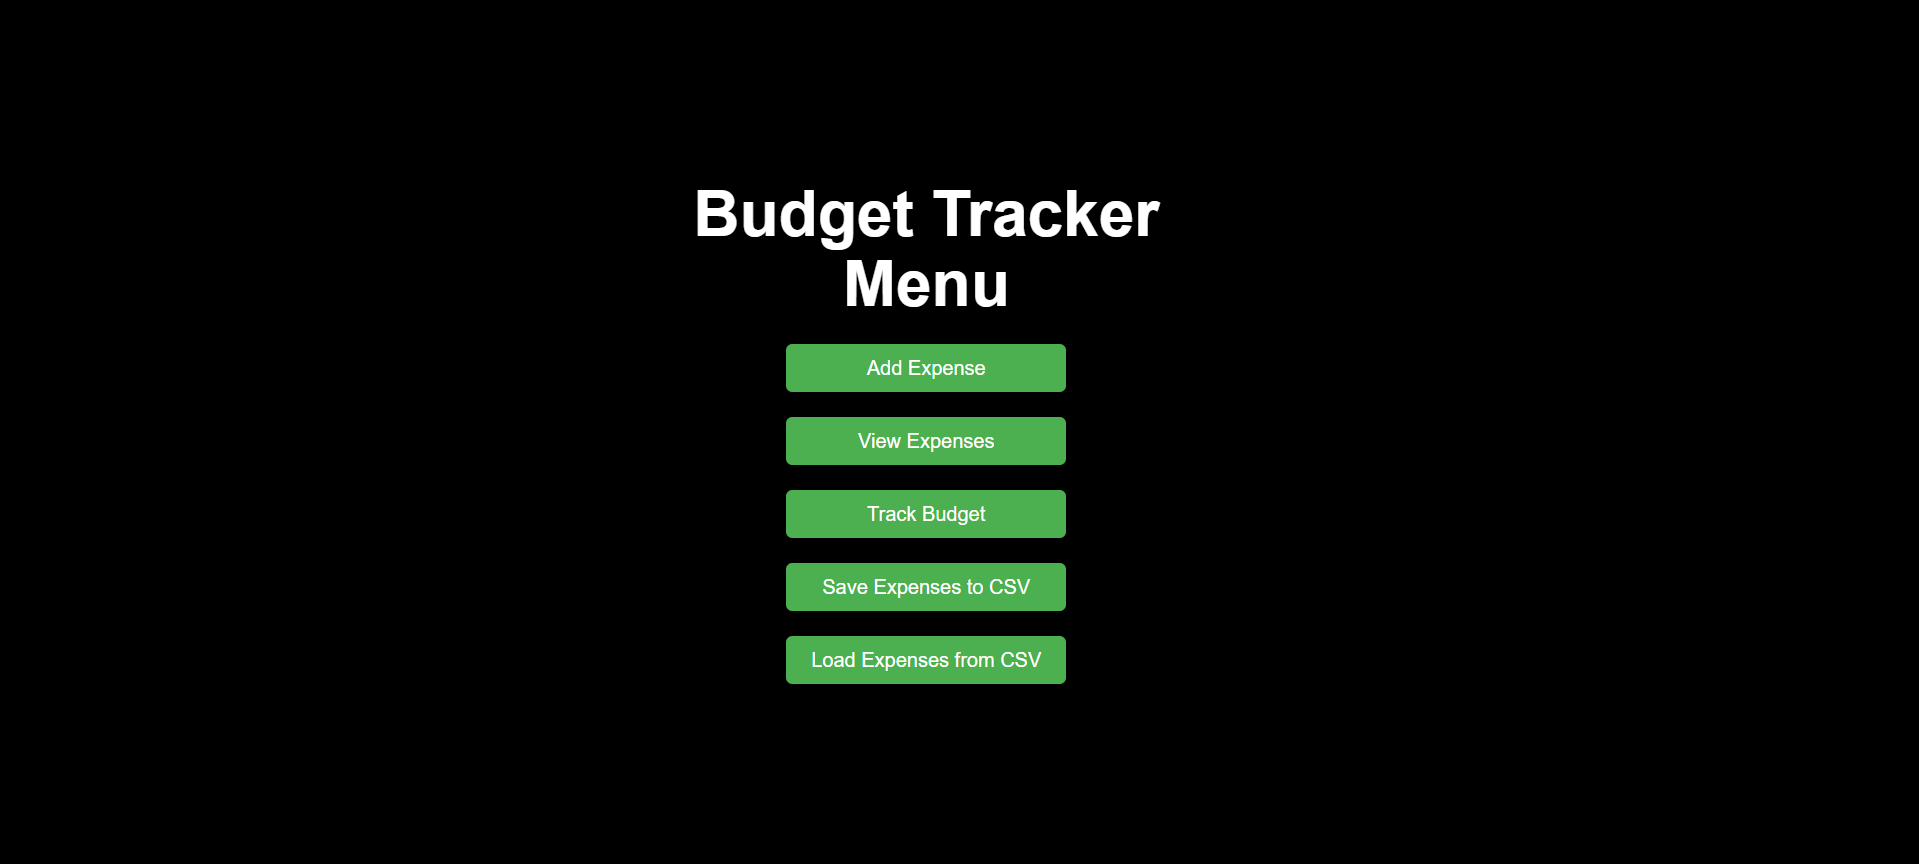 Budget Tracker
Menu
Add Expense
View Expenses
Track Budget
Save Expenses to CSV
Load Expenses from CSV